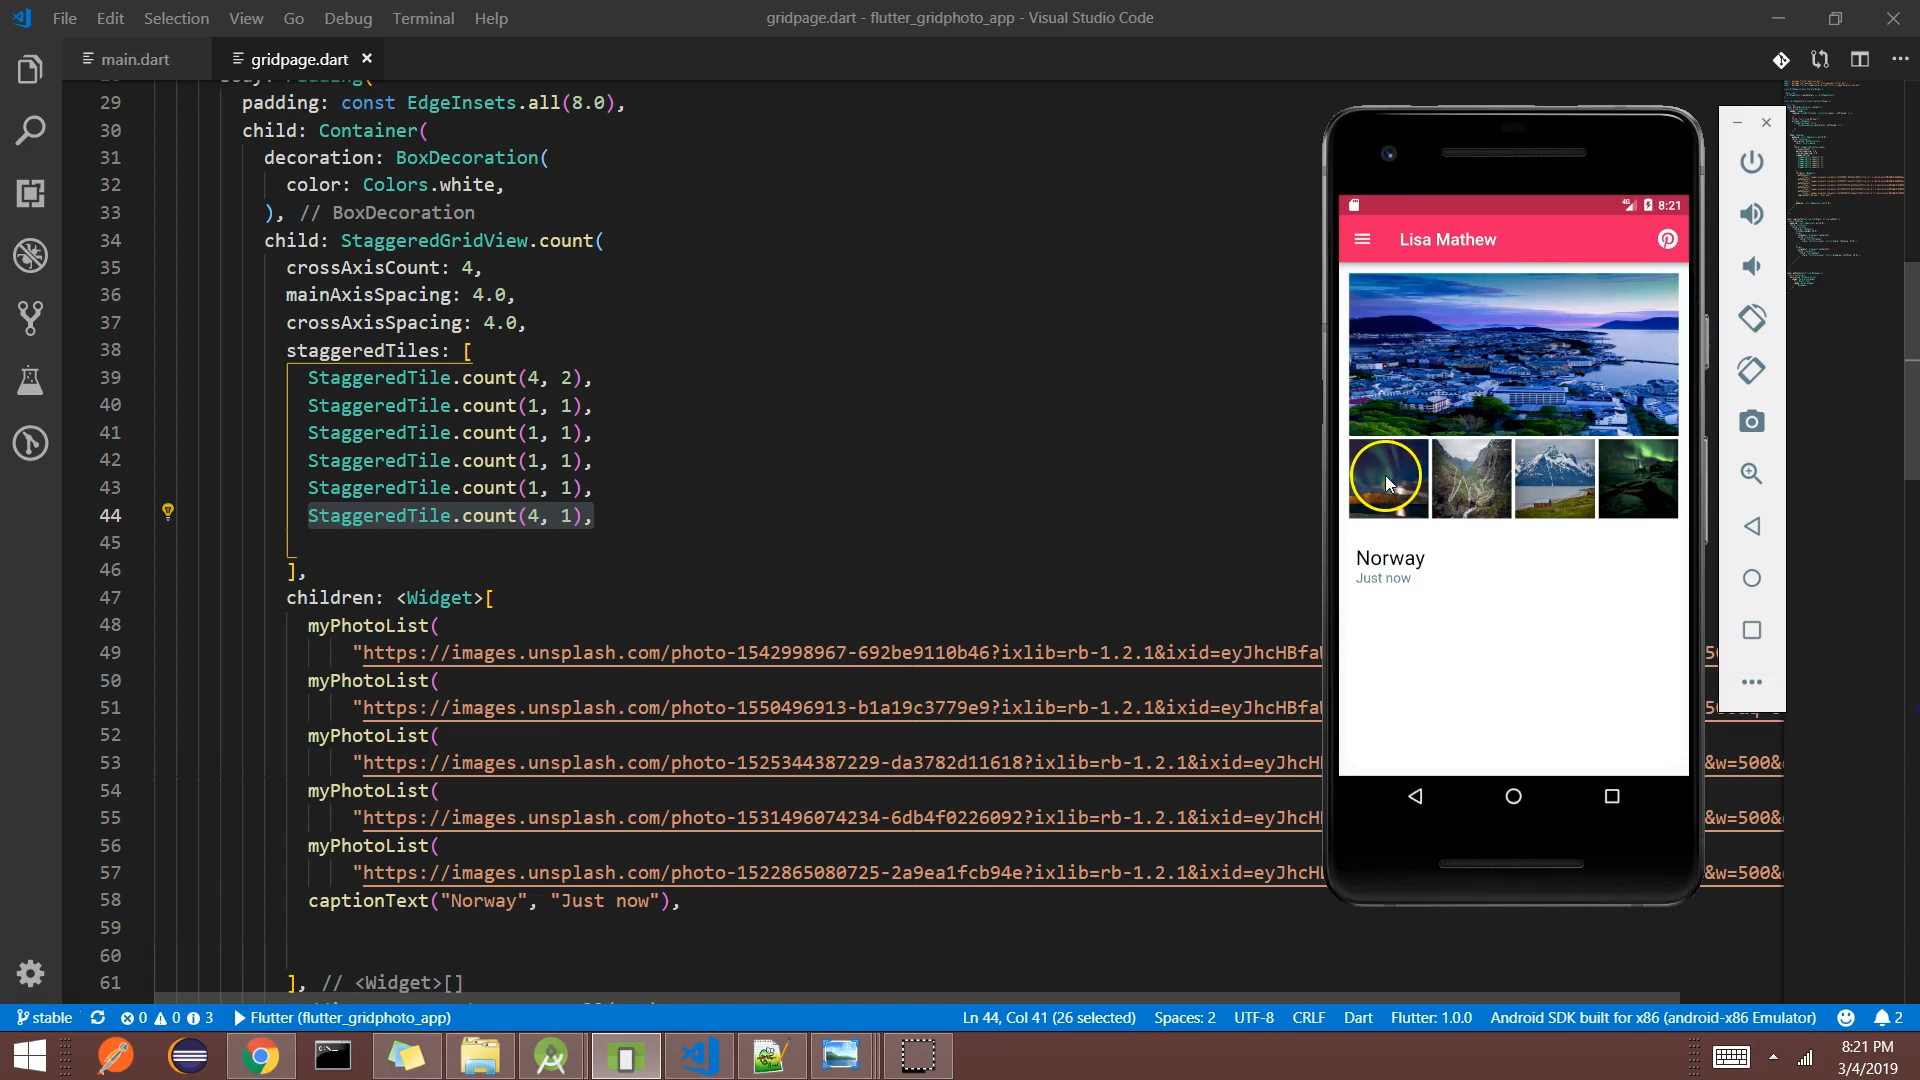 File Edit Selection View Go Debug Terminal Help
gridpage.dart - flutter_gridphoto_app - Visual Studio Code
main.dart
gridpage.dart
29 padding: const EdgeInsets.all(8.0),
30 child: Container(
31 decoration: BoxDecoration(
32 color: Colors.white,
33 ), // BoxDecoration
34 child: StaggeredGridView.count(
35 crossAxisCount: 4,
36 mainAxisSpacing: 4.0,
37 crossAxisSpacing: 4.0,
38 staggeredTiles: [
39 StaggeredTile.count(4, 2),
40 StaggeredTile.count(1, 1),
41 StaggeredTile.count(1, 1),
42 StaggeredTile.count(1, 1),
43 StaggeredTile.count(1, 1),
44 StaggeredTile.count(4, 1),
45
46 ],
47 children: <Widget>[
48 myPhotoList(
49 "https://images.unsplash.com/photo-1542998967-692be9110b46?ixlib=rb-1.2.1&ixid=eyJhcHBfa
50 myPhotoList(
51 "https://images.unsplash.com/photo-1550496913-b1a19c3779e9?ixlib=rb-1.2.1&ixid=eyJhcHBfa
52 myPhotoList(
53 "https://images.unsplash.com/photo-1525344387229-da3782d11618?ixlib=rb-1.2.1&ixid=eyJhcH &w=500&
54 myPhotoList(
55 "https://images.unsplash.com/photo-1531496074234-6db4f0226092?ixlib=rb-1.2.1&ixid=eyJhcH &w=500&
56 myPhotoList(
57 "https://images.unsplash.com/photo-1522865080725-2a9ea1fcb94e?ixlib=rb-1.2.1&ixid=eyJhcH &w=500&
58 captionText("Norway", "Just now"),
59
60
61 ], // <Widget>[]
8:21
Lisa Mathew
Norway
Just now
stable 0 0 3 Flutter (flutter_gridphoto_app)
Ln 44, Col 41 (26 selected) Spaces: 2 UTF-8 CRLF Dart Flutter: 1.0.0 Android SDK built for x86 (android-x86 Emulator) 2
8:21 PM
3/4/2019